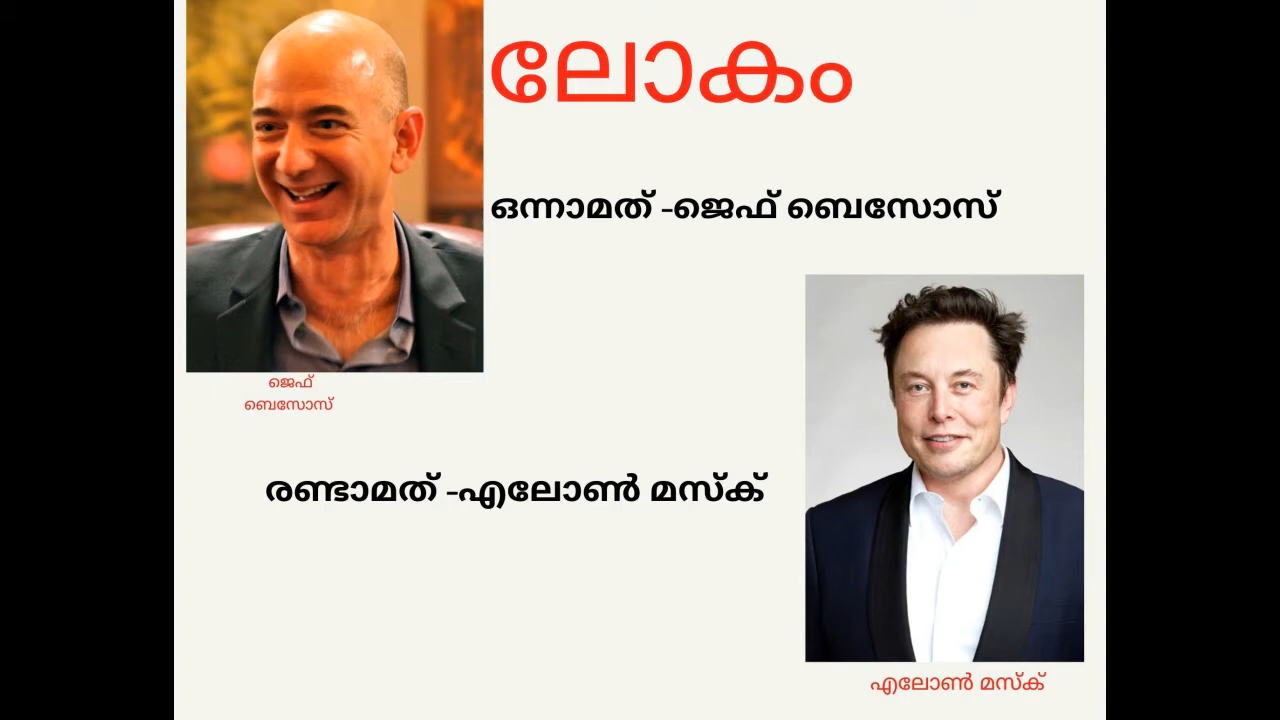 ലോകം
ഒന്നാമത് -ജെഫ് ബെസോസ്
ജെഫ്
ബെസോസ്
രണ്ടാമത് -എലോൺ മസ്ക്
എലോൺ മസ്ക്